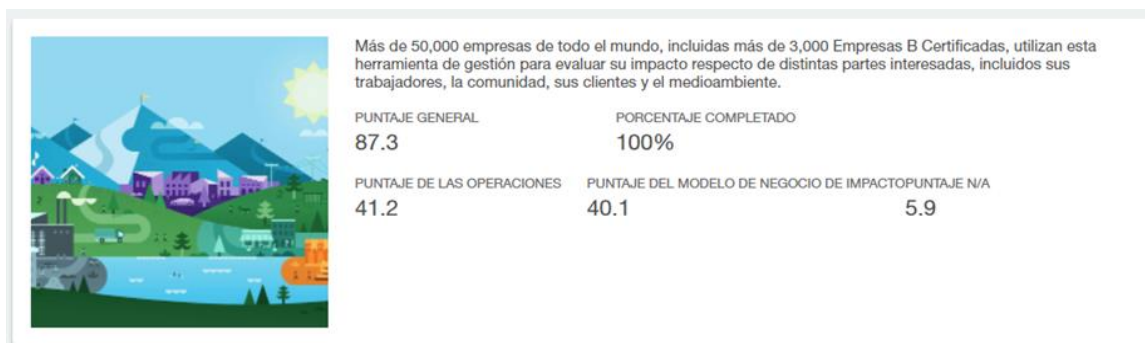 Más de 50,000 empresas de todo el mundo, incluidas más de 3,000 Empresas B Certificadas, utilizan esta
herramienta de gestión para evaluar su impacto respecto de distintas partes interesadas, incluidos sus
trabajadores, la comunidad, sus clientes y el medioambiente.
PUNTAJE GENERAL PORCENTAJE COMPLETADO
87.3 100%
PUNTAJE DE LAS OPERACIONES PUNTAJE DEL MODELO DE NEGOCIO DE IMPACTOPUNTAJE N/A
41.2 40.1 5.9